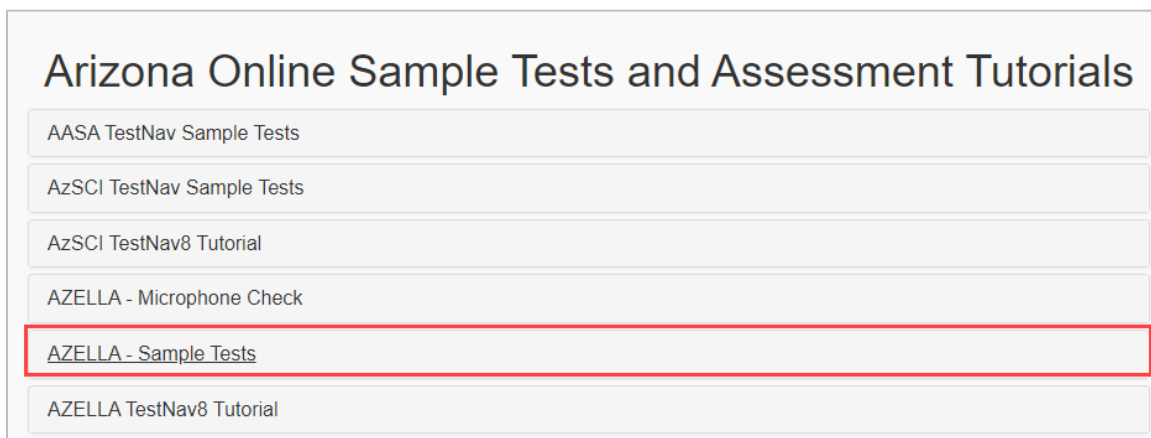 Arizona Online Sample Tests and Assessment Tutorials
AASA TestNav Sample Tests
AzSCI TestNav Sample Tests
AzSCI TestNav8 Tutorial
AZELLA - Microphone Check
AZELLA - Sample Tests
AZELLA TestNav8 Tutorial